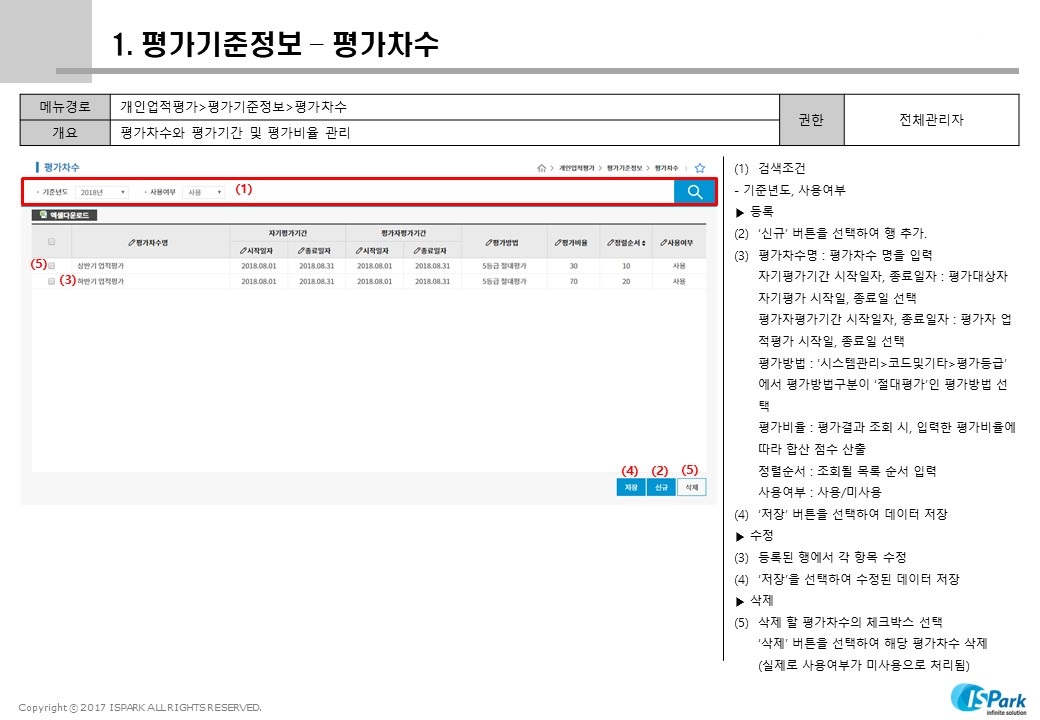 1. 평가기준정보 – 평가차수
메뉴경로 개인업적평가>평가기준정보>평가차수 권한 전체관리자
개요 평가차수와 평가기간 및 평가비율 관리
평가차수 > 개인업적평가 > 평가기준정보 > 평가차수
기준년도 2018년 사용여부 사용 (1)
엑셀다운로드
평가차수명 자기평가기간 평가자평가기간 평가방법 평가비율 정렬순서 사용여부
시작일자 종료일자 시작일자 종료일자
(5) 상반기 업적평가 2018.08.01 2018.08.31 2018.08.01 2018.08.31 5등급 절대평가 30 10 사용
(3) 하반기 업적평가 2018.08.01 2018.08.31 2018.08.01 2018.08.31 5등급 절대평가 70 20 사용
(4) (2) (5)
저장 신규 삭제
(1) 검색조건
- 기준년도, 사용여부
▶ 등록
(2) ‘신규’ 버튼을 선택하여 행 추가.
(3) 평가차수명 : 평가차수 명을 입력
자기평가기간 시작일자, 종료일자 : 평가대상자
자기평가 시작일, 종료일 선택
평가자평가기간 시작일자, 종료일자 : 평가자 업
적평가 시작일, 종료일 선택
평가방법 : ‘시스템관리>코드및기타>평가등급’
에서 평가방법구분이 ‘절대평가’인 평가방법 선
택
평가비율 : 평가결과 조회 시, 입력한 평가비율에
따라 합산 점수 산출
정렬순서 : 조회될 목록 순서 입력
사용여부 : 사용/미사용
(4) ‘저장’ 버튼을 선택하여 데이터 저장
▶ 수정
(3) 등록된 행에서 각 항목 수정
(4) ‘저장’을 선택하여 수정된 데이터 저장
▶ 삭제
(5) 삭제 할 평가차수의 체크박스 선택
‘삭제’ 버튼을 선택하여 해당 평가차수 삭제
(실제로 사용여부가 미사용으로 처리됨)
Copyright ⓒ 2017 ISPARK ALL RIGHTS RESERVED.
ISPark
infinite solution